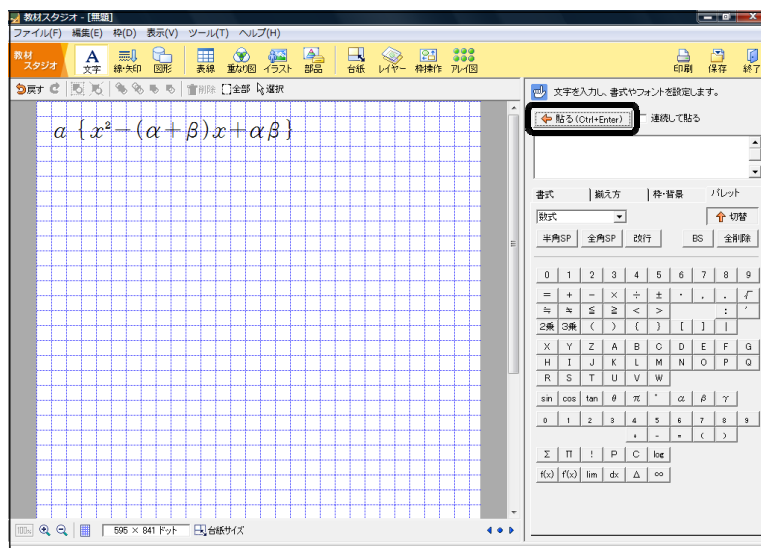 教材スタジオ - [無題]
ファイル(F) 編集(E) 枠(D) 表示(V) ツール(T) ヘルプ(H)
教材スタジオ 文字 線・矢印 図形 表線 重なり図 イラスト 部品 台紙 レイヤー 枠操作 アレイ図 印刷 保存 終了
戻す 削除 全部 選択
文字を入力し、書式やフォントを設定します。
貼る(Ctrl+Enter) 連続して貼る
a { x²−(α+β)x+αβ }
書式 揃え方 枠・背景 パレット
数式 切替
半角SP 全角SP 改行 BS 全削除
0 1 2 3 4 5 6 7 8 9
= + − × ÷ ± ・ , . √
≒ ≒ ≦ ≧ < > : ′
2乗 3乗 ( ) { } [ ] |
X Y Z A B C D E F G
H I J K L M N O P Q
R S T U V W
sin cos tan θ π ° α β γ
0 1 2 3 4 5 6 7 8 9
+ - = ( )
Σ Π ! P C log
f(x) f'(x) lim dx Δ ∞
100% 595 × 841 ドット 台紙サイズ